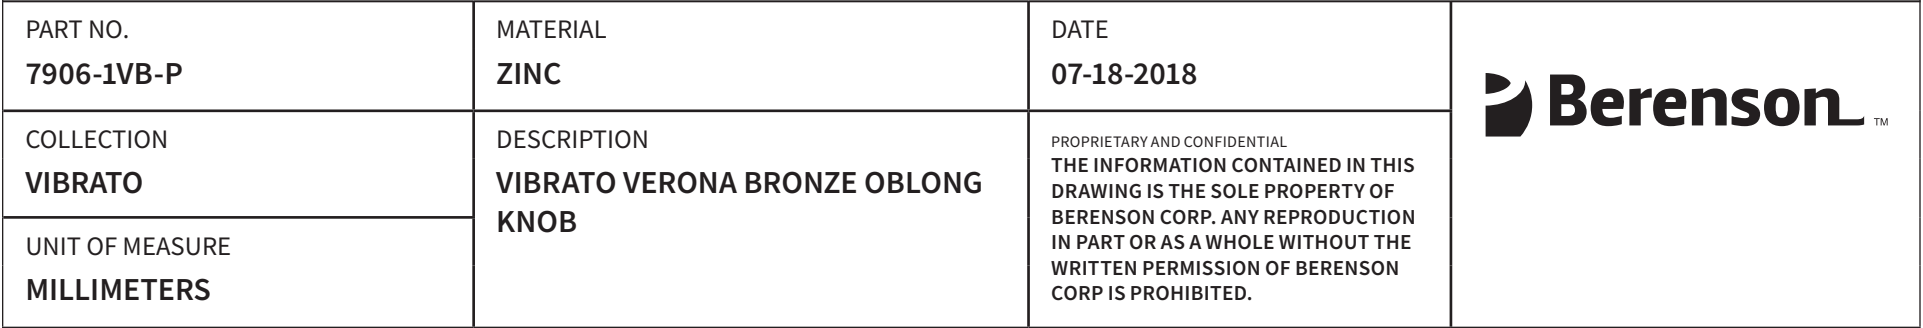 PART NO.
7906-1VB-P
MATERIAL
ZINC
DATE
07-18-2018
COLLECTION
VIBRATO
DESCRIPTION
VIBRATO VERONA BRONZE OBLONG
KNOB
UNIT OF MEASURE
MILLIMETERS
PROPRIETARY AND CONFIDENTIAL
THE INFORMATION CONTAINED IN THIS
DRAWING IS THE SOLE PROPERTY OF
BERENSON CORP. ANY REPRODUCTION
IN PART OR AS A WHOLE WITHOUT THE
WRITTEN PERMISSION OF BERENSON
CORP IS PROHIBITED.
Berenson TM